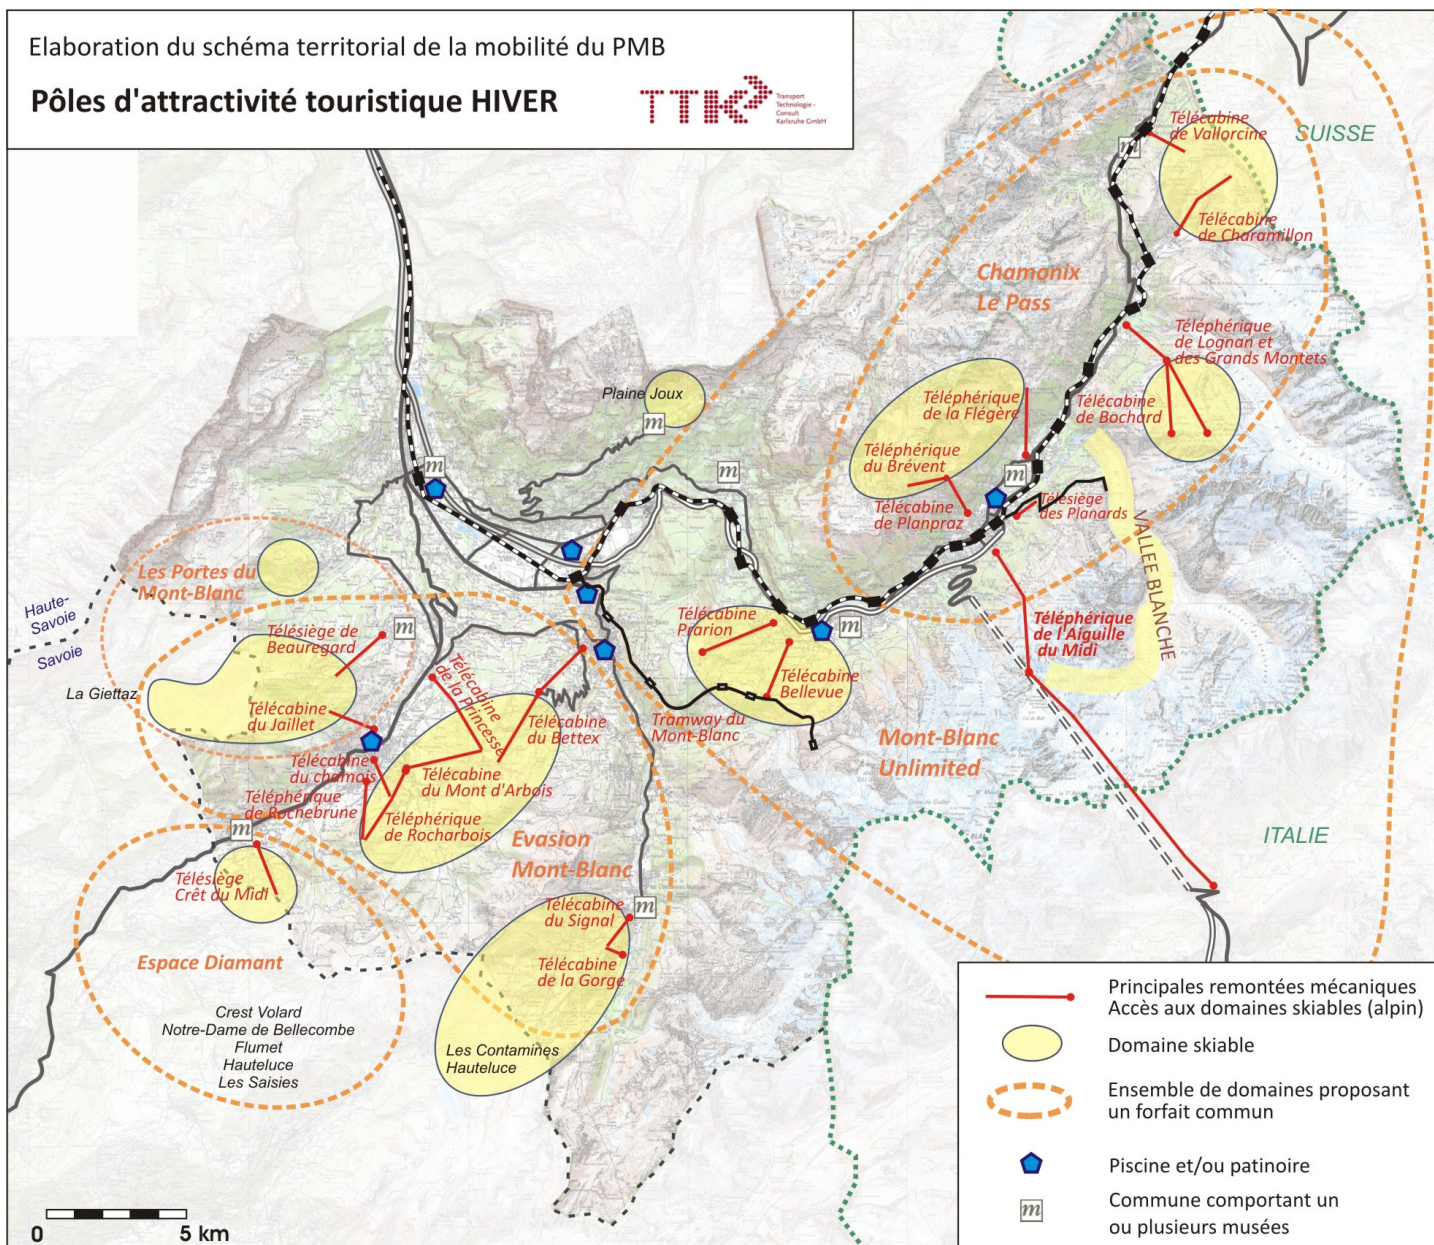 Elaboration du schéma territorial de la mobilité du PMB
Pôles d'attractivité touristique HIVER
TTK
Transport
Technologie -
Consult
Karlsruhe GmbH
Télécabine
de Vallorcine
SUISSE
m
Télécabine
de Charamillon
Chamonix
Le Pass
Téléphérique
de Lognan et
des Grands Montets
Plaine Joux
m
Téléphérique
de la Flégère
Télécabine
de Bochard
Téléphérique
du Brévent
m
m
m
Télécabine
de Planpraz
Télésiège
des Planards
VALLEE BLANCHE
Les Portes du
Mont-Blanc
Haute-
Savoie
Savoie
Télésiège de
Beauregard
m
Télécabine
Prarion
m
Téléphérique
de l'Aiguille
du Midi
La Giettaz
Télécabine
de la Princesse
Télécabine
Bellevue
Télécabine
du Jaillet
Télécabine
du Bettex
Tramway du
Mont-Blanc
Mont-Blanc
Unlimited
Télécabine
du chamois
Télécabine
du Mont d'Arbois
Téléphérique
de Rochebrune
Téléphérique
de Rocharbois
m
Evasion
Mont-Blanc
ITALIE
Télésiège
Crêt du Midi
Télécabine
du Signal
m
Espace Diamant
Télécabine
de la Gorge
Crest Volard
Notre-Dame de Bellecombe
Flumet
Hauteluce
Les Saisies
Les Contamines
Hauteluce
Principales remontées mécaniques
Accès aux domaines skiables (alpin)
Domaine skiable
Ensemble de domaines proposant
un forfait commun
Piscine et/ou patinoire
m
Commune comportant un
ou plusieurs musées
0 5 km